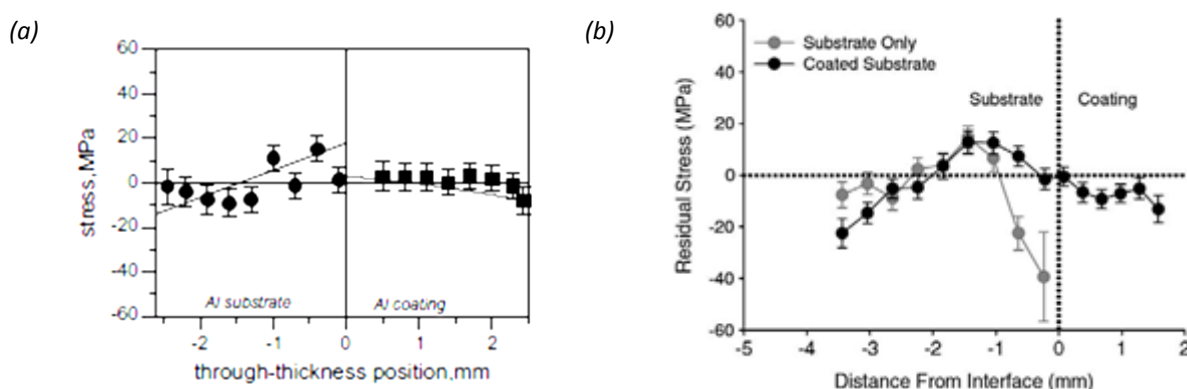 (a)
60
40
20
0
-20
-40
-60
stress,MPa
Al substrate
Al coating
-2
-1
0
1
2
through-thickness position,mm
(b)
60
40
20
0
-20
-40
-60
Residual Stress (MPa)
Substrate Only
Coated Substrate
Substrate
Coating
-5
-4
-3
-2
-1
0
1
2
Distance From Interface (mm)